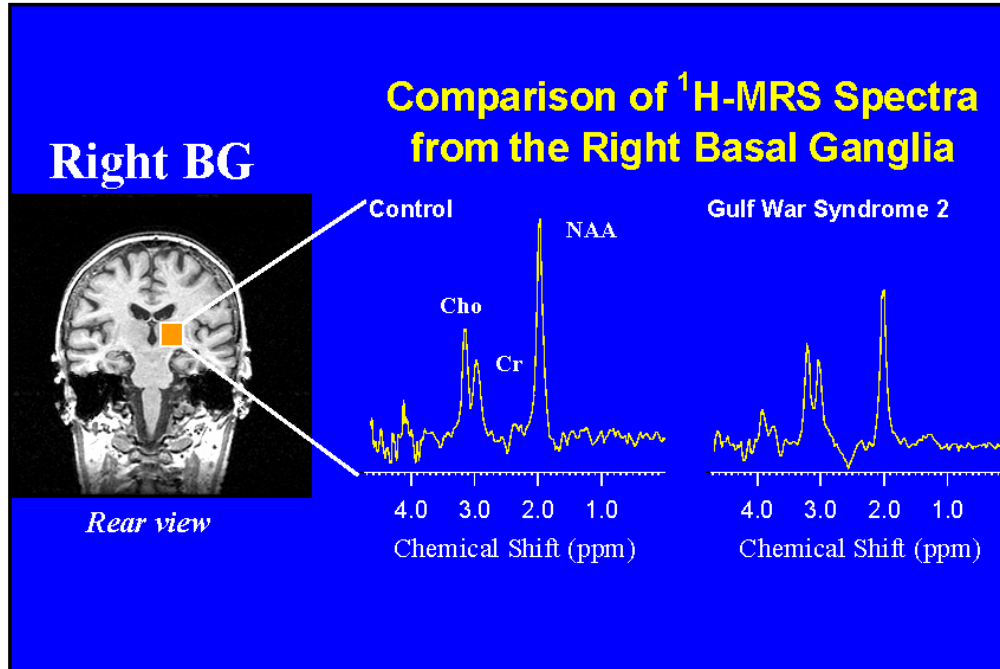 Comparison of ¹H-MRS Spectra
from the Right Basal Ganglia
Right BG
Control
Gulf War Syndrome 2
NAA
Cho
Cr
4.0 3.0 2.0 1.0
4.0 3.0 2.0 1.0
Rear view
Chemical Shift (ppm)
Chemical Shift (ppm)